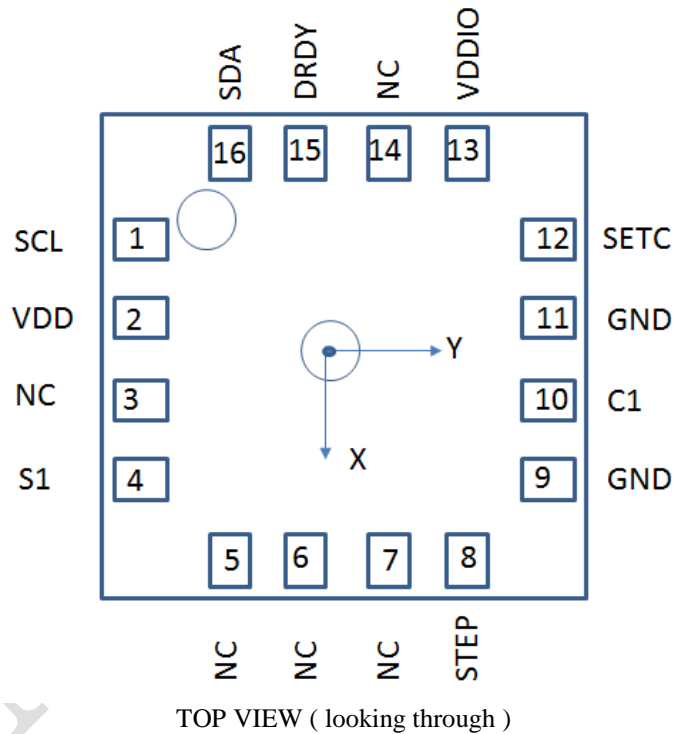 SDA DRDY NC VDDIO
16 15 14 13
SCL 1 12 SETC
VDD 2 11 GND
NC 3 10 C1
Y
X
S1 4 9 GND
5 6 7 8
NC NC NC STEP
TOP VIEW ( looking through )